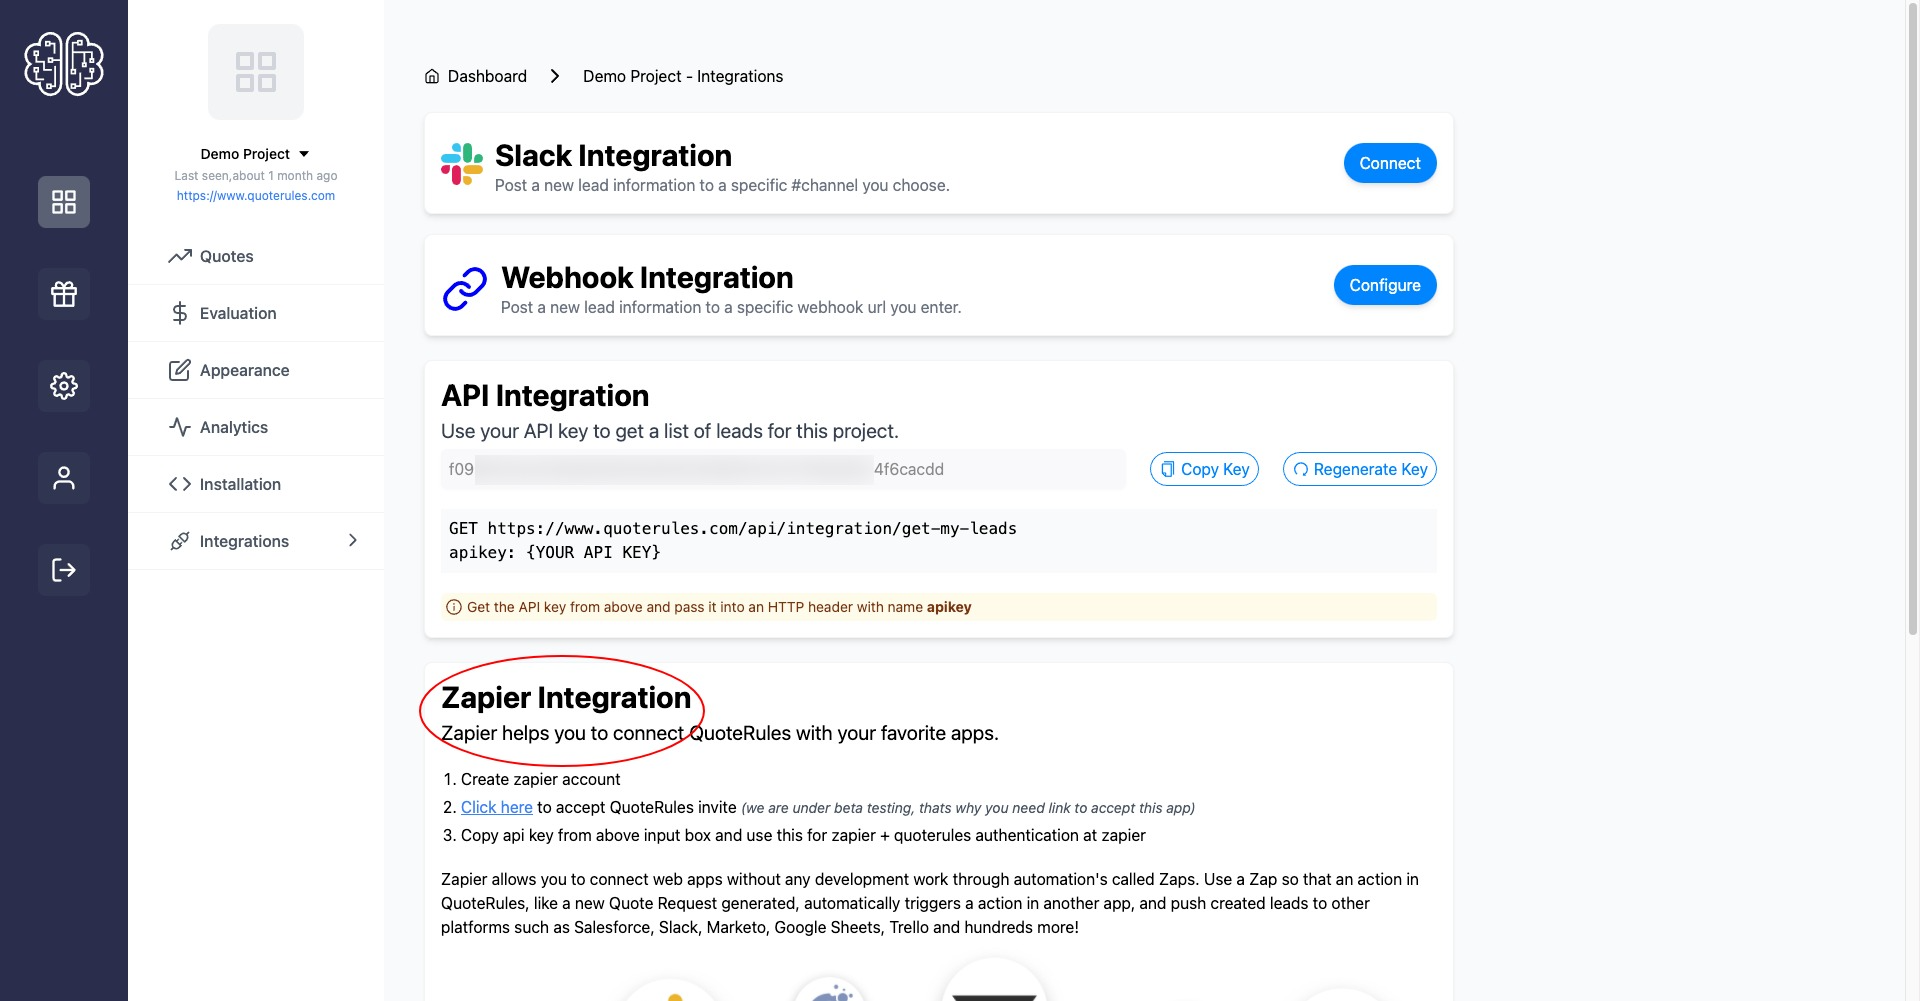 Dashboard
Demo Project - Integrations
Demo Project
Last seen,about 1 month ago
https://www.quoterules.com
Quotes
Evaluation
Appearance
Analytics
Installation
Integrations
Slack Integration
Post a new lead information to a specific #channel you choose.
Connect
Webhook Integration
Post a new lead information to a specific webhook url you enter.
Configure
API Integration
Use your API key to get a list of leads for this project.
f09 4f6cacdd
Copy Key
Regenerate Key
GET https://www.quoterules.com/api/integration/get-my-leads
apikey: {YOUR API KEY}
Get the API key from above and pass it into an HTTP header with name apikey
Zapier Integration
Zapier helps you to connect QuoteRules with your favorite apps.
1. Create zapier account
2. Click here to accept QuoteRules invite (we are under beta testing, thats why you need link to accept this app)
3. Copy api key from above input box and use this for zapier + quoterules authentication at zapier
Zapier allows you to connect web apps without any development work through automation's called Zaps. Use a Zap so that an action in
QuoteRules, like a new Quote Request generated, automatically triggers a action in another app, and push created leads to other
platforms such as Salesforce, Slack, Marketo, Google Sheets, Trello and hundreds more!